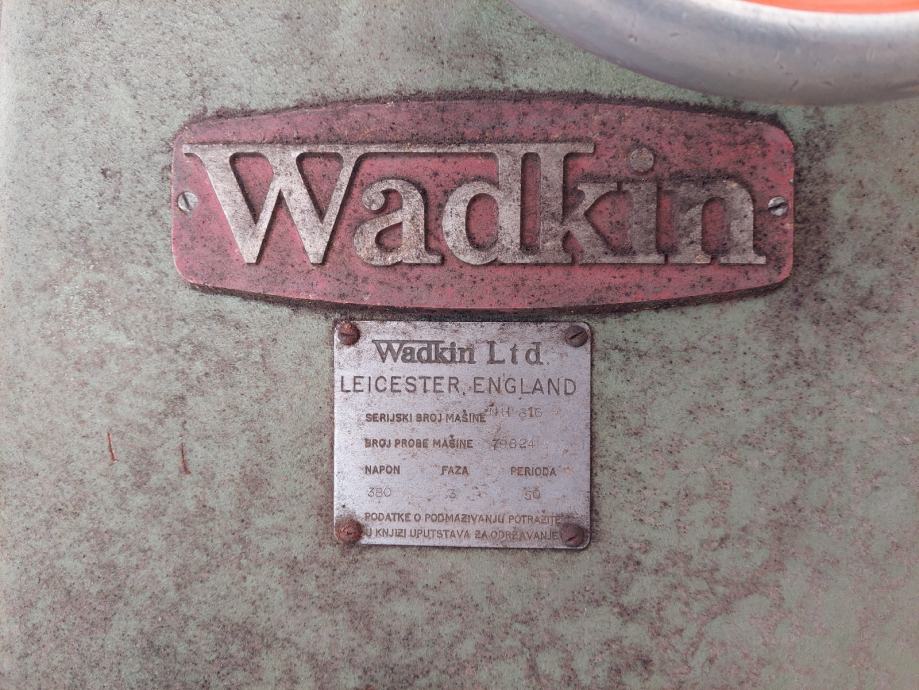 Wadkin
Wadkin Ltd.
LEICESTER, ENGLAND
SERIJSKI BROJ MAŠINE 816
BROJ PROBE MAŠINE 79824
NAPON FAZA PERIODA
380 3 50
PODATKE O PODMAZIVANJU POTRAŽITE
U KNJIZI UPUTSTAVA ZA ODRŽAVANJE